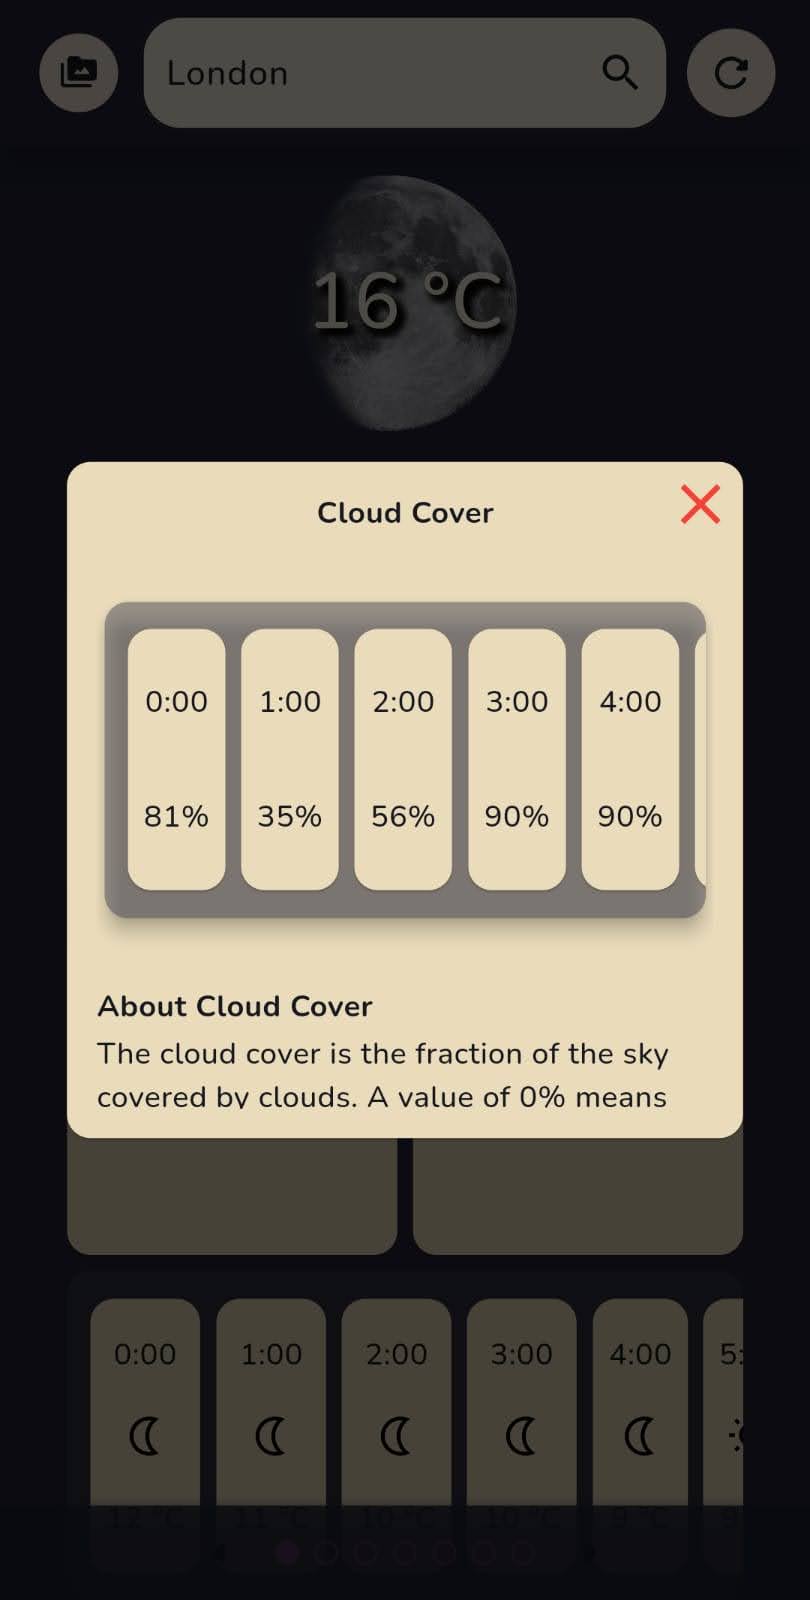 London
16 °C
Cloud Cover
0:00 1:00 2:00 3:00 4:00
81% 35% 56% 90% 90%
About Cloud Cover
The cloud cover is the fraction of the sky
covered by clouds. A value of 0% means
0:00 1:00 2:00 3:00 4:00 5:
12 °C 11 °C 10 °C 10 °C 9 °C 9